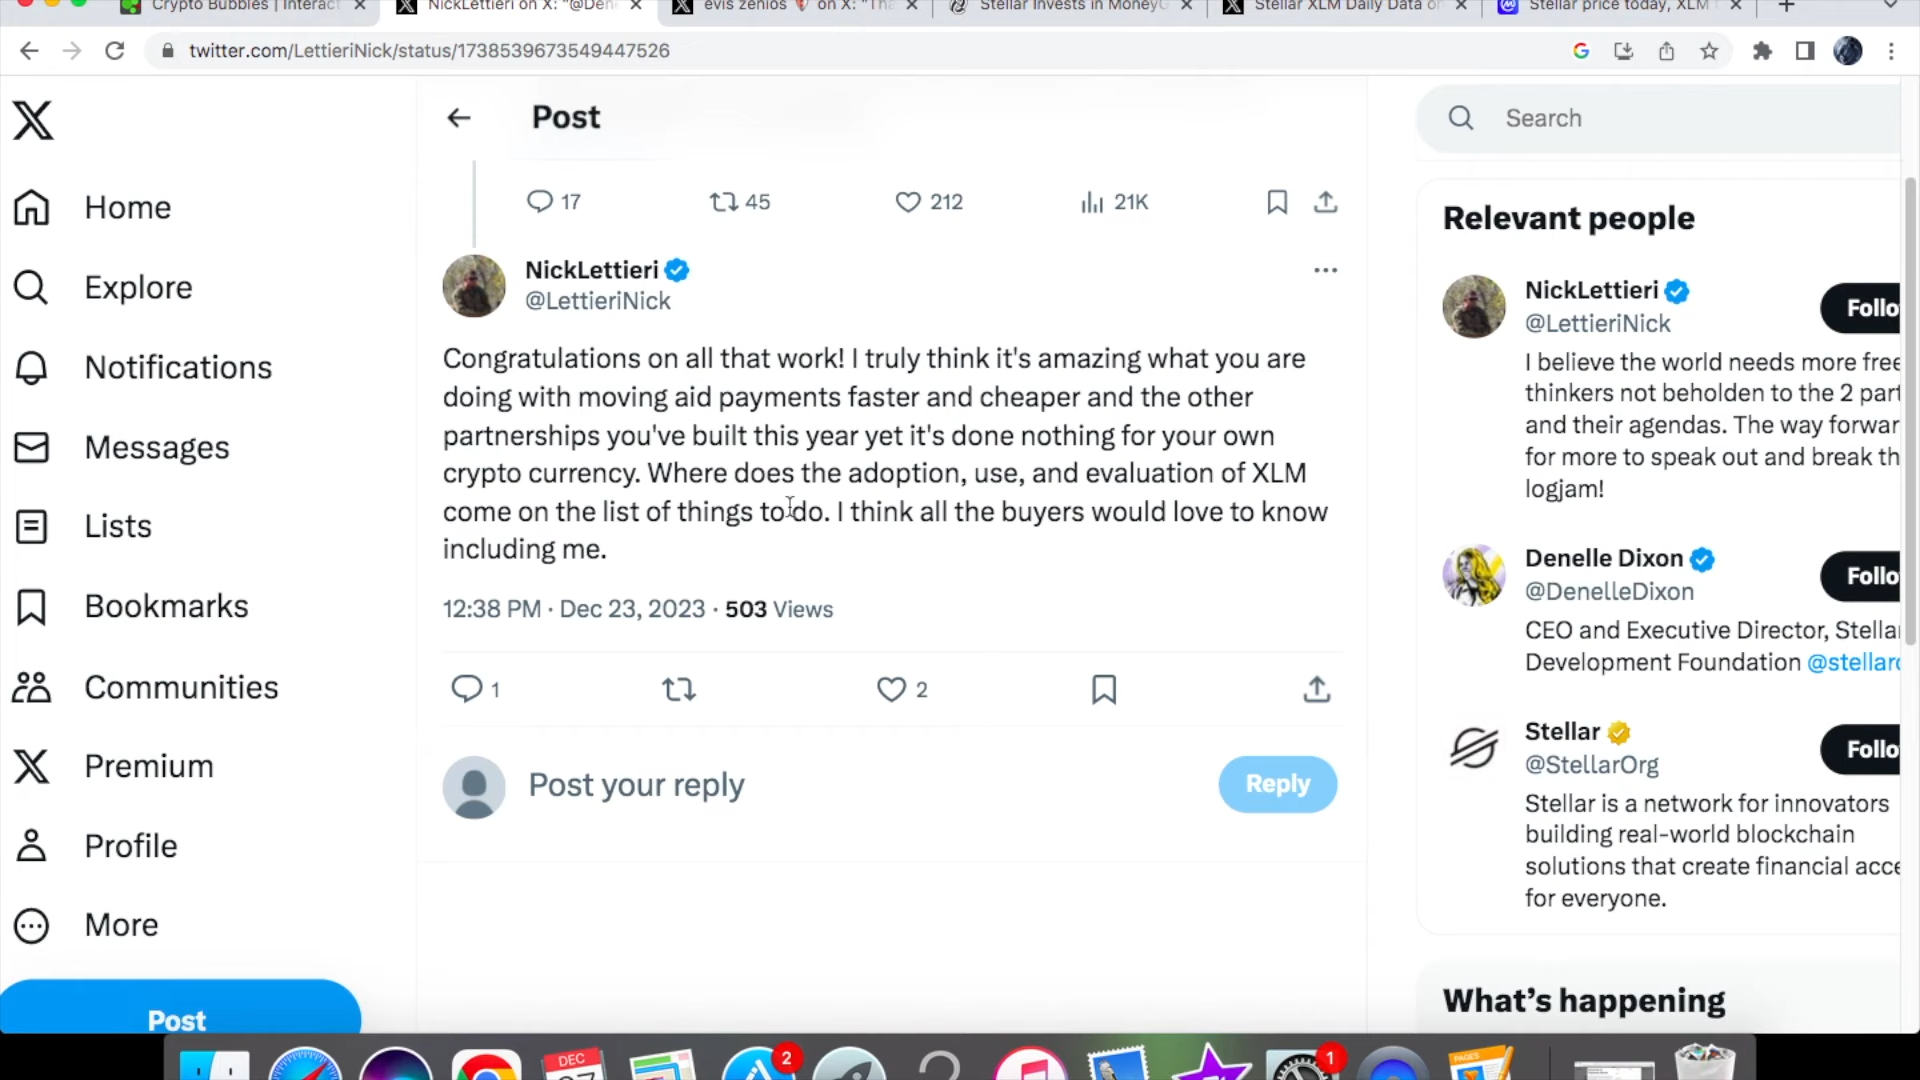 Crypto Bubbles | Interact
NickLettieri on X: "@Den
evis zenios on X: "Tha
Stellar Invests in MoneyG
Stellar XLM Daily Data on
Stellar price today, XLM t
twitter.com/LettieriNick/status/1738539673549447526
Home
Explore
Notifications
Messages
Lists
Bookmarks
Communities
Premium
Profile
More
Post
Post
17 45 212 21K
NickLettieri
@LettieriNick
Congratulations on all that work! I truly think it's amazing what you are
doing with moving aid payments faster and cheaper and the other
partnerships you've built this year yet it's done nothing for your own
crypto currency. Where does the adoption, use, and evaluation of XLM
come on the list of things to do. I think all the buyers would love to know
including me.
12:38 PM · Dec 23, 2023 · 503 Views
1 2
Post your reply
Reply
Search
Relevant people
NickLettieri
@LettieriNick
Follo
I believe the world needs more free
thinkers not beholden to the 2 part
and their agendas. The way forwar
for more to speak out and break th
logjam!
Denelle Dixon
@DenelleDixon
Follo
CEO and Executive Director, Stellar
Development Foundation @stellaro
Stellar
@StellarOrg
Follo
Stellar is a network for innovators
building real-world blockchain
solutions that create financial acce
for everyone.
What's happening
DEC
2
1
PAGES